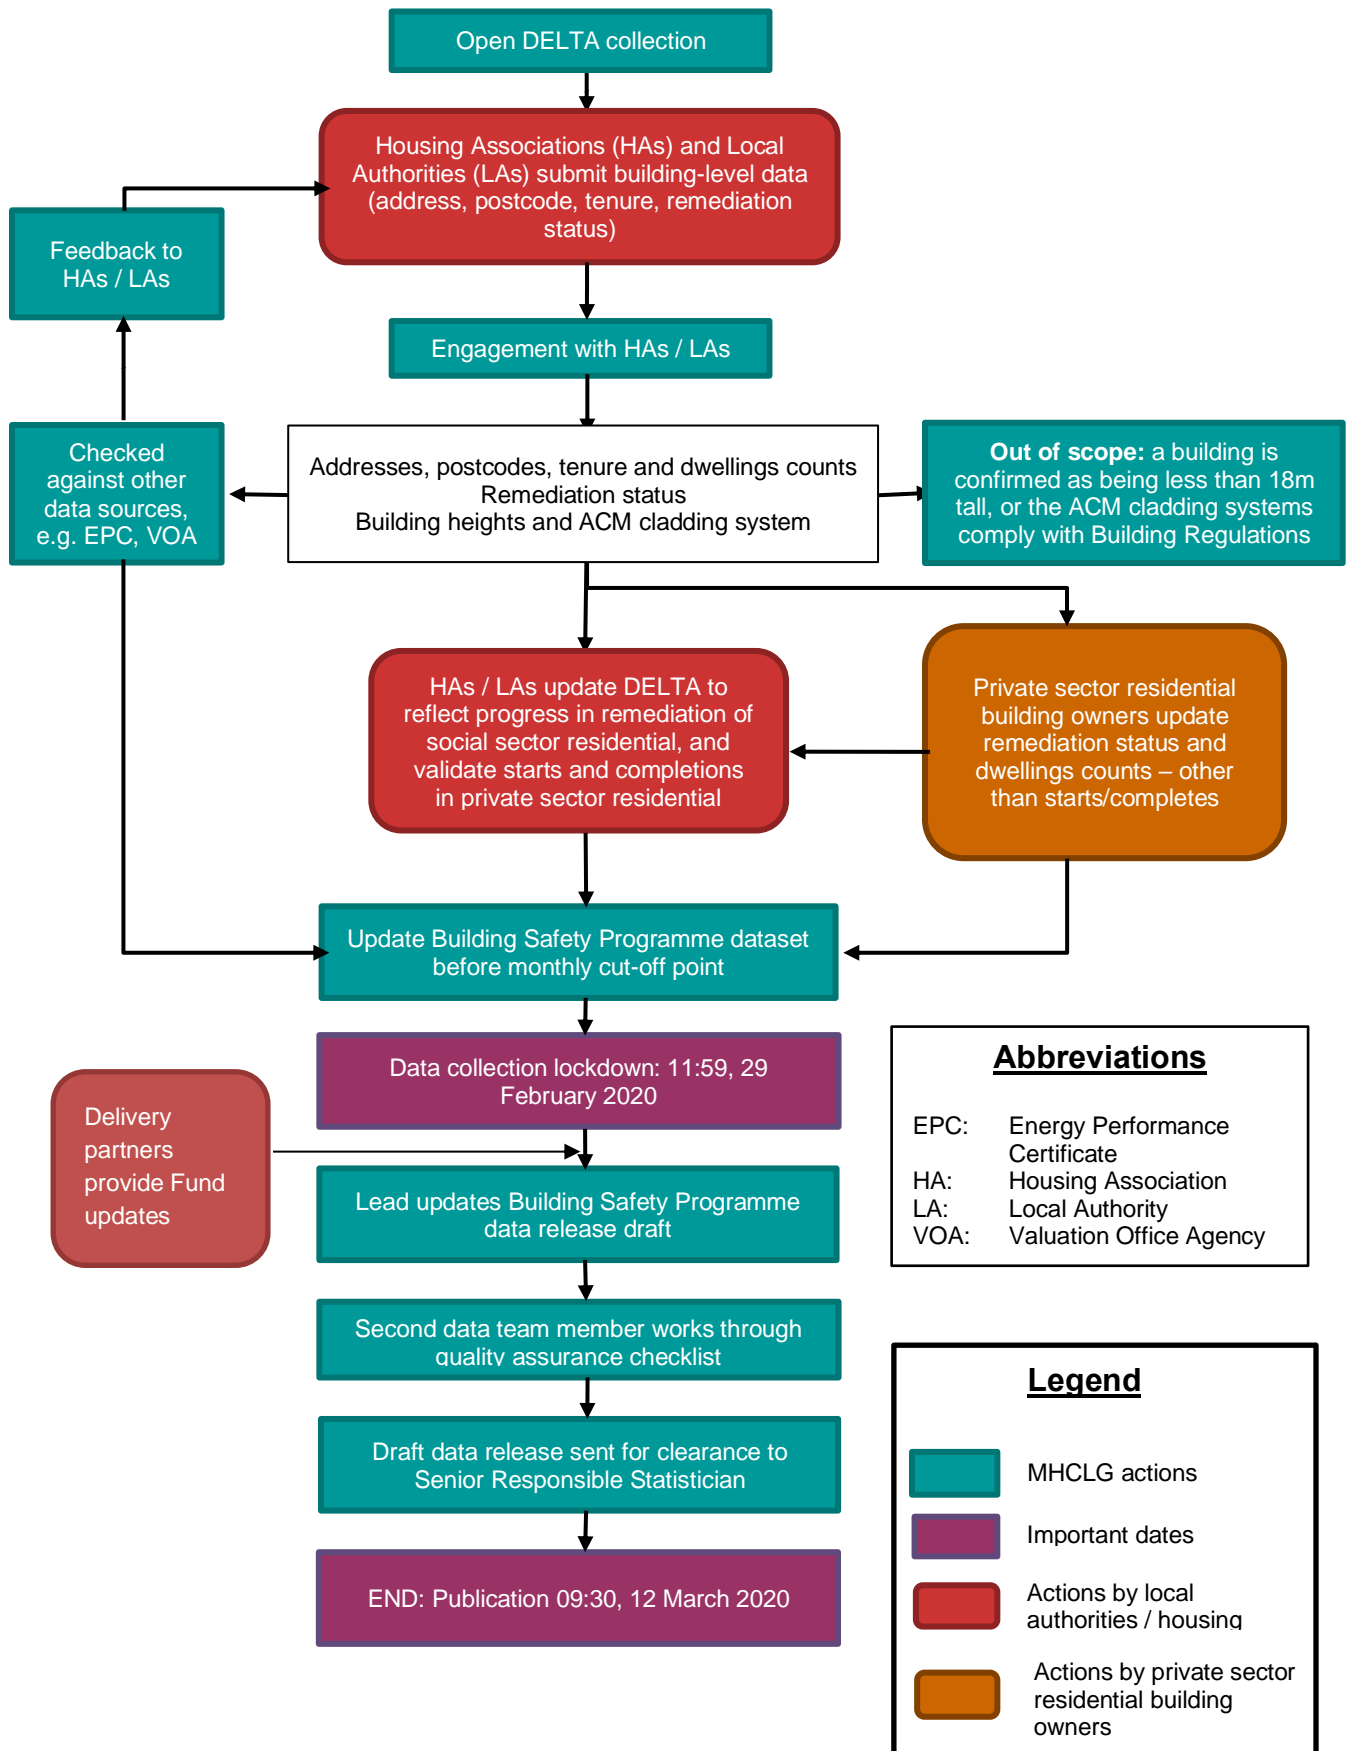 Open DELTA collection
Housing Associations (HAs) and Local
Authorities (LAs) submit building-level data
(address, postcode, tenure, remediation
status)
Feedback to
HAs / LAs
Engagement with HAs / LAs
Checked
against other
data sources,
e.g. EPC, VOA
Addresses, postcodes, tenure and dwellings counts
Remediation status
Building heights and ACM cladding system
Out of scope: a building is
confirmed as being less than 18m
tall, or the ACM cladding systems
comply with Building Regulations
HAs / LAs update DELTA to
reflect progress in remediation of
social sector residential, and
validate starts and completions
in private sector residential
Private sector residential
building owners update
remediation status and
dwellings counts – other
than starts/completes
Update Building Safety Programme dataset
before monthly cut-off point
Data collection lockdown: 11:59, 29
February 2020
Delivery
partners
provide Fund
updates
Lead updates Building Safety Programme
data release draft
Second data team member works through
quality assurance checklist
Draft data release sent for clearance to
Senior Responsible Statistician
END: Publication 09:30, 12 March 2020
Abbreviations
EPC: Energy Performance
Certificate
HA: Housing Association
LA: Local Authority
VOA: Valuation Office Agency
Legend
MHCLG actions
Important dates
Actions by local
authorities / housing
Actions by private sector
residential building
owners